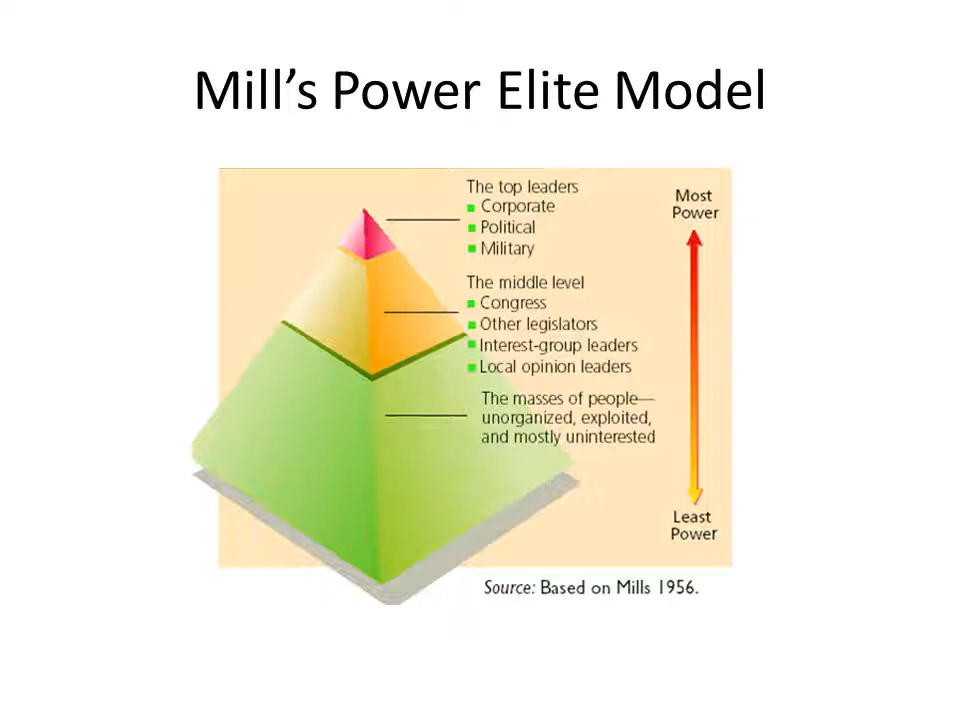 Mill’s Power Elite Model
The top leaders
Corporate
Political
Military
The middle level
Congress
Other legislators
Interest-group leaders
Local opinion leaders
The masses of people—
unorganized, exploited,
and mostly uninterested
Most
Power
Least
Power
Source: Based on Mills 1956.